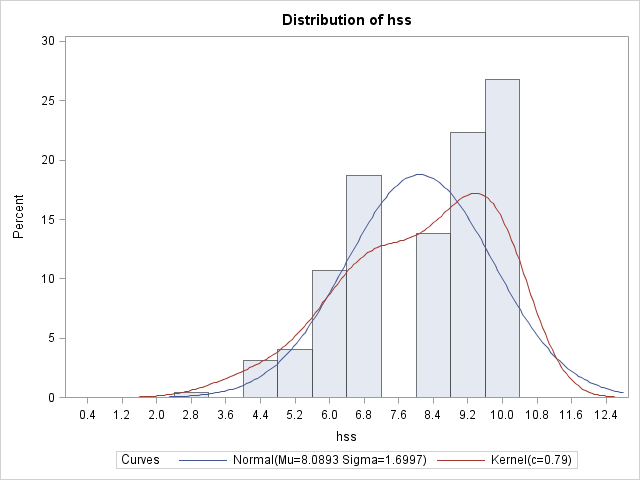 Distribution of hss
30
25
20
15
10
5
0
Percent
0.4 1.2 2.0 2.8 3.6 4.4 5.2 6.0 6.8 7.6 8.4 9.2 10.0 10.8 11.6 12.4
hss
Curves Normal(Mu=8.0893 Sigma=1.6997) Kernel(c=0.79)